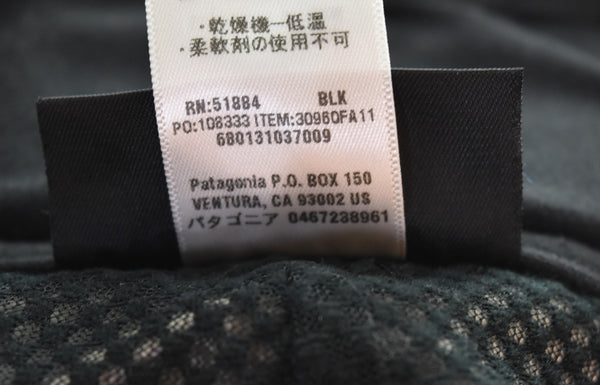 ・乾燥機ー低温
・柔軟剤の使用不可
RN:51884 BLK
PO:108333 ITEM:30960FA11
680131037009
Patagonia P.O. BOX 150
VENTURA, CA 93002 US
パタゴニア 0467238961